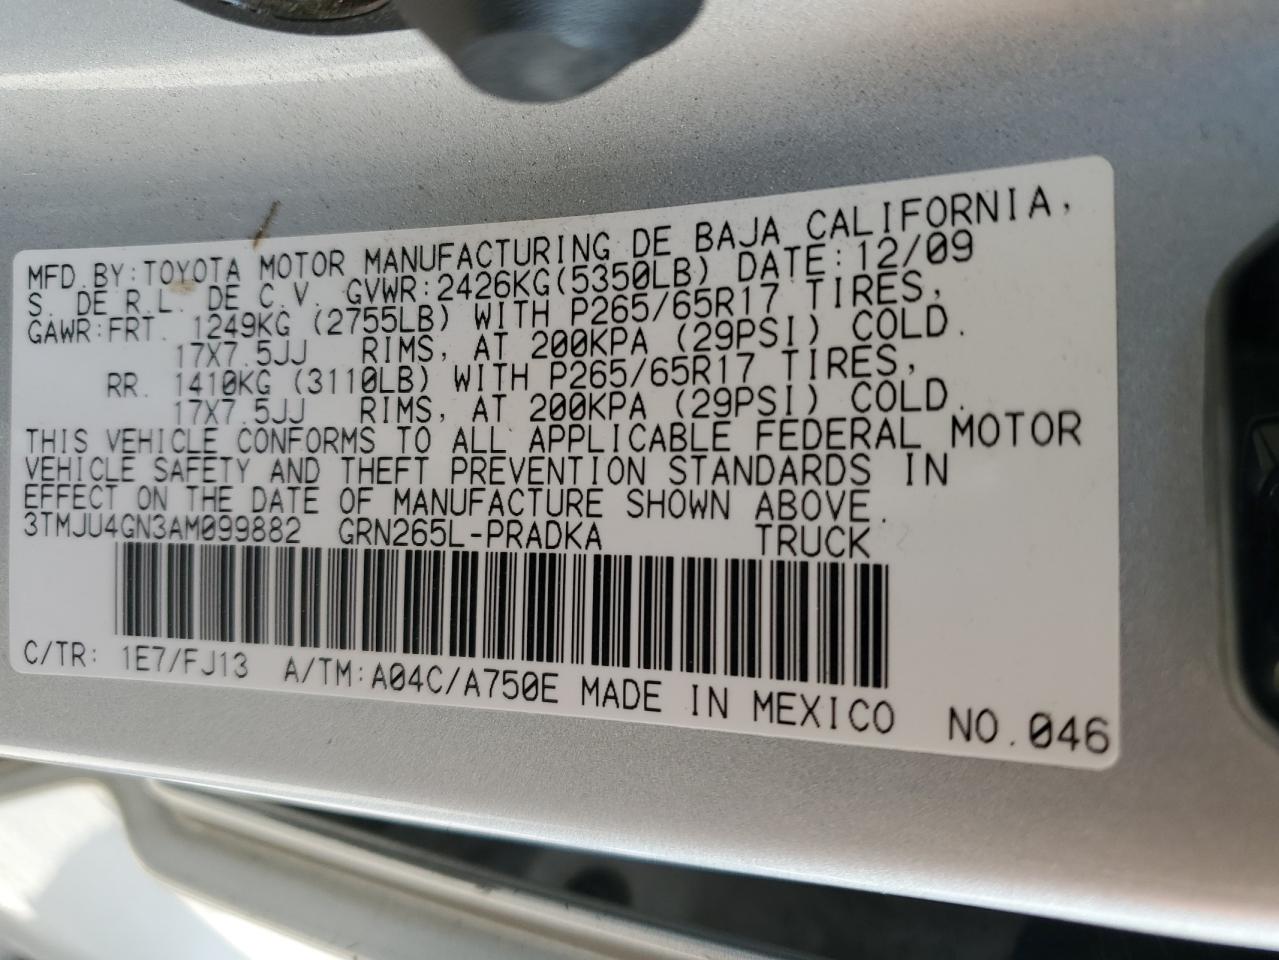 MFD.BY:TOYOTA MOTOR MANUFACTURING DE BAJA CALIFORNIA,
S. DE R.L. DE C.V. GVWR:2426KG(5350LB) DATE:12/09
GAWR:FRT. 1249KG (2755LB) WITH P265/65R17 TIRES,
17X7.5JJ RIMS, AT 200KPA (29PSI) COLD.
RR. 1410KG (3110LB) WITH P265/65R17 TIRES,
17X7.5JJ RIMS, AT 200KPA (29PSI) COLD.
THIS VEHICLE CONFORMS TO ALL APPLICABLE FEDERAL MOTOR
VEHICLE SAFETY AND THEFT PREVENTION STANDARDS IN
EFFECT ON THE DATE OF MANUFACTURE SHOWN ABOVE.
3TMJU4GN3AM099882 GRN265L-PRADKA TRUCK
C/TR: 1E7/FJ13 A/TM:A04C/A750E MADE IN MEXICO NO.046